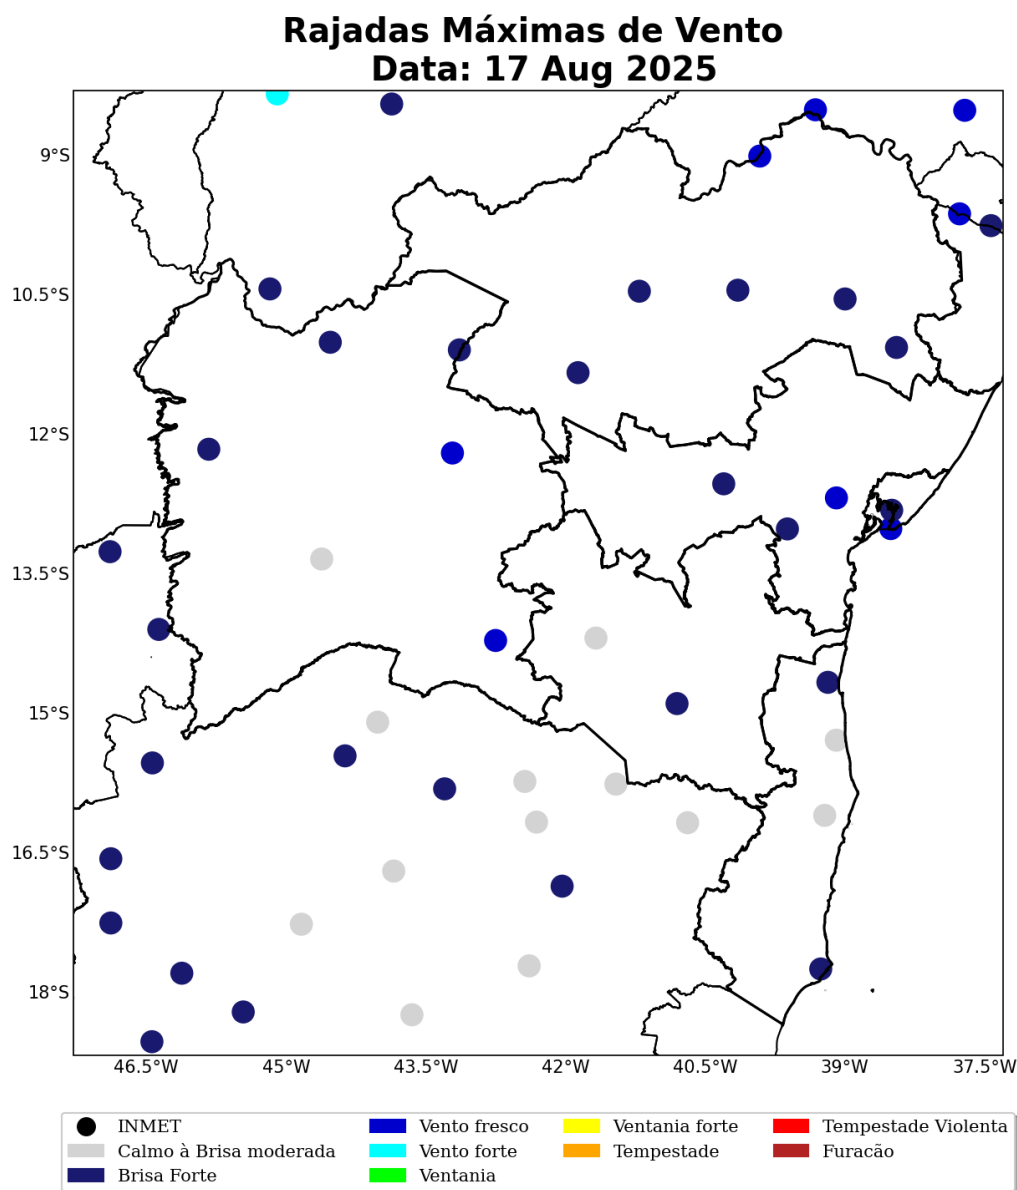 Rajadas Máximas de Vento
Data: 17 Aug 2025
9°S
10.5°S
12°S
13.5°S
15°S
16.5°S
18°S
46.5°W 45°W 43.5°W 42°W 40.5°W 39°W 37.5°W
INMET
Calmo à Brisa moderada
Brisa Forte
Vento fresco
Vento forte
Ventania
Ventania forte
Tempestade
Tempestade Violenta
Furacão